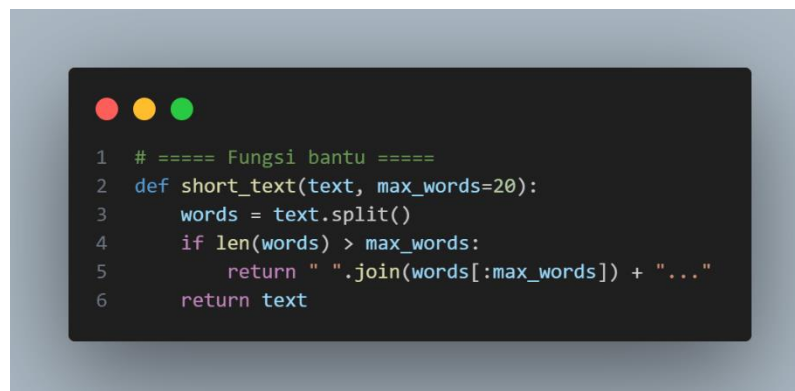 1 # ===== Fungsi bantu =====
2 def short_text(text, max_words=20):
3     words = text.split()
4     if len(words) > max_words:
5         return " ".join(words[:max_words]) + "..."
6     return text